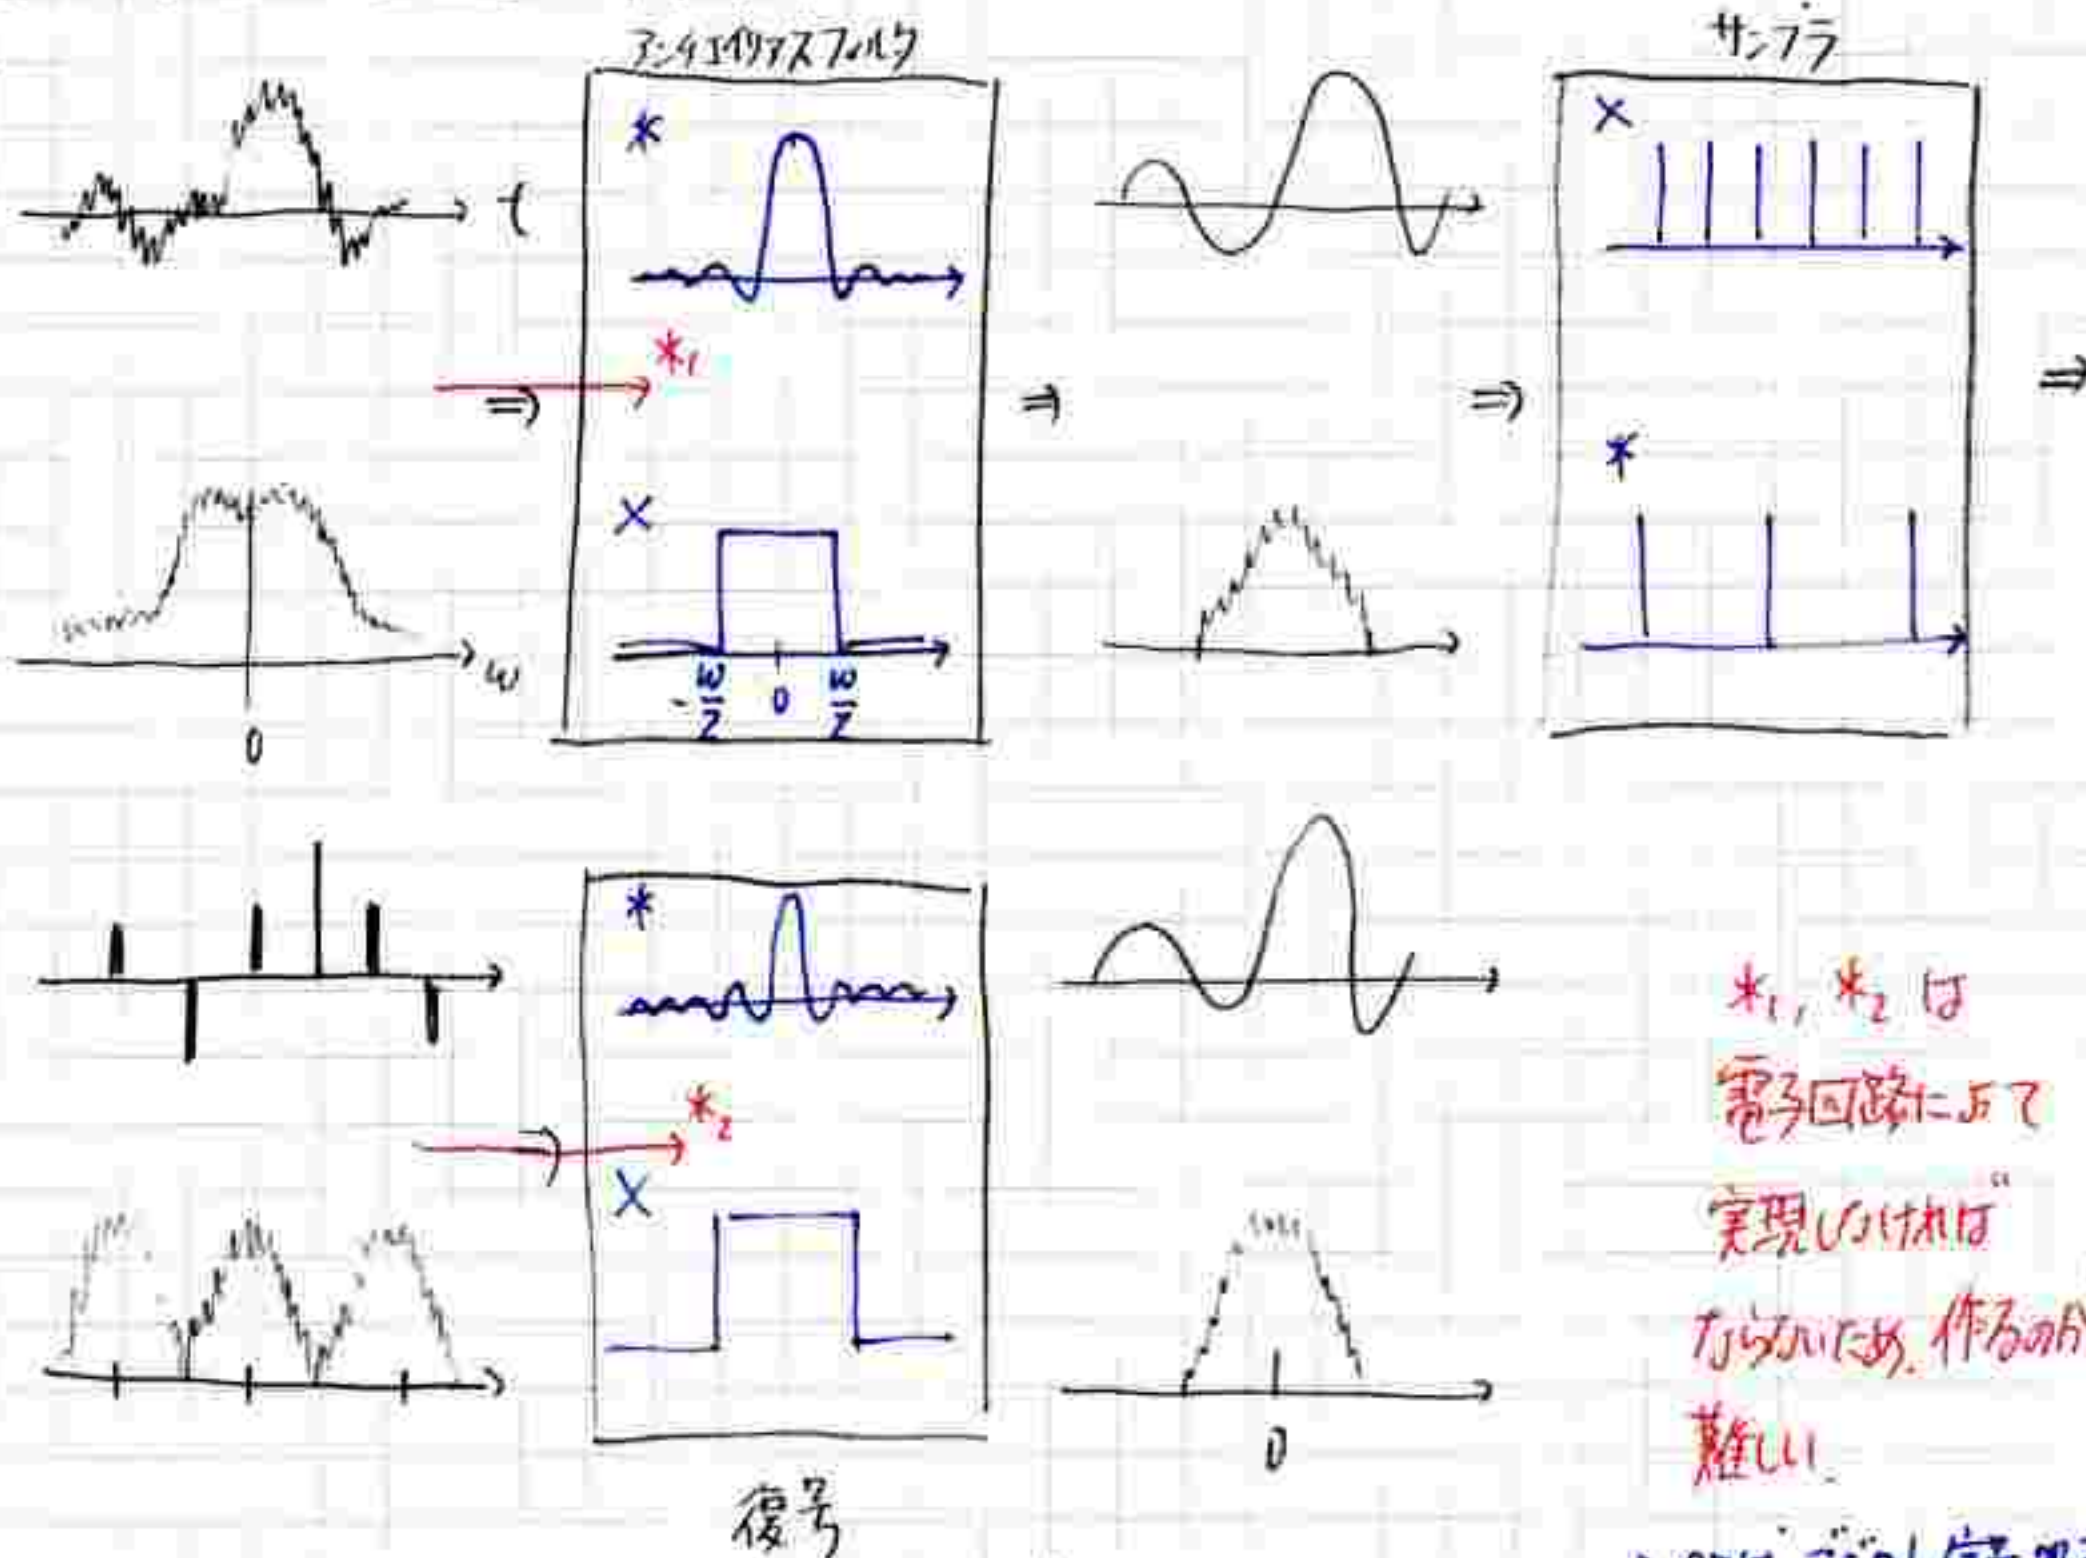 アンチエイリアスフィルタ
サンプラ
*
×
t
*₁
⇒
⇒
⇒
⇒
*
×
ω
-ω/2 0 ω/2
0
*
*₂
×
0
復号
*₁, *₂ は
電子回路によって
実現しなければ
ならないため、作るのが
難しい.